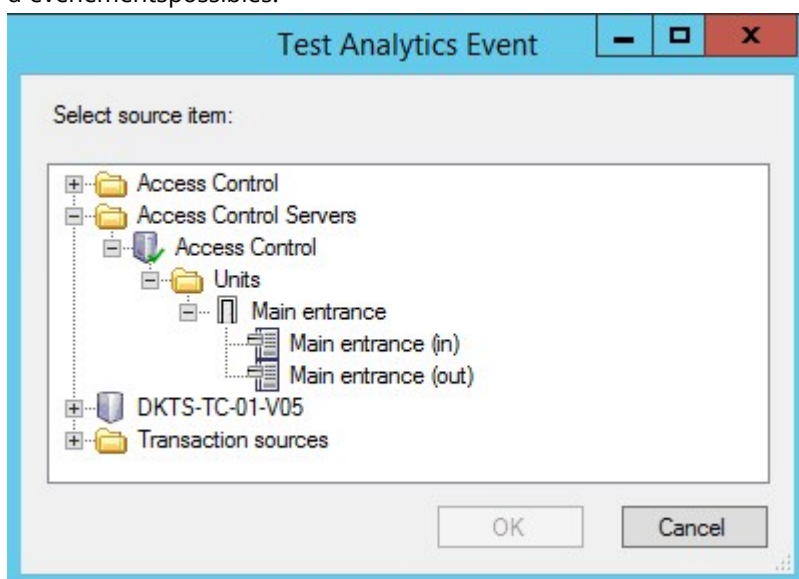 d'événementspossibles.
Test Analytics Event
Select source item:
Access Control
Access Control Servers
Access Control
Units
Main entrance
Main entrance (in)
Main entrance (out)
DKTS-TC-01-V05
Transaction sources
OK
Cancel